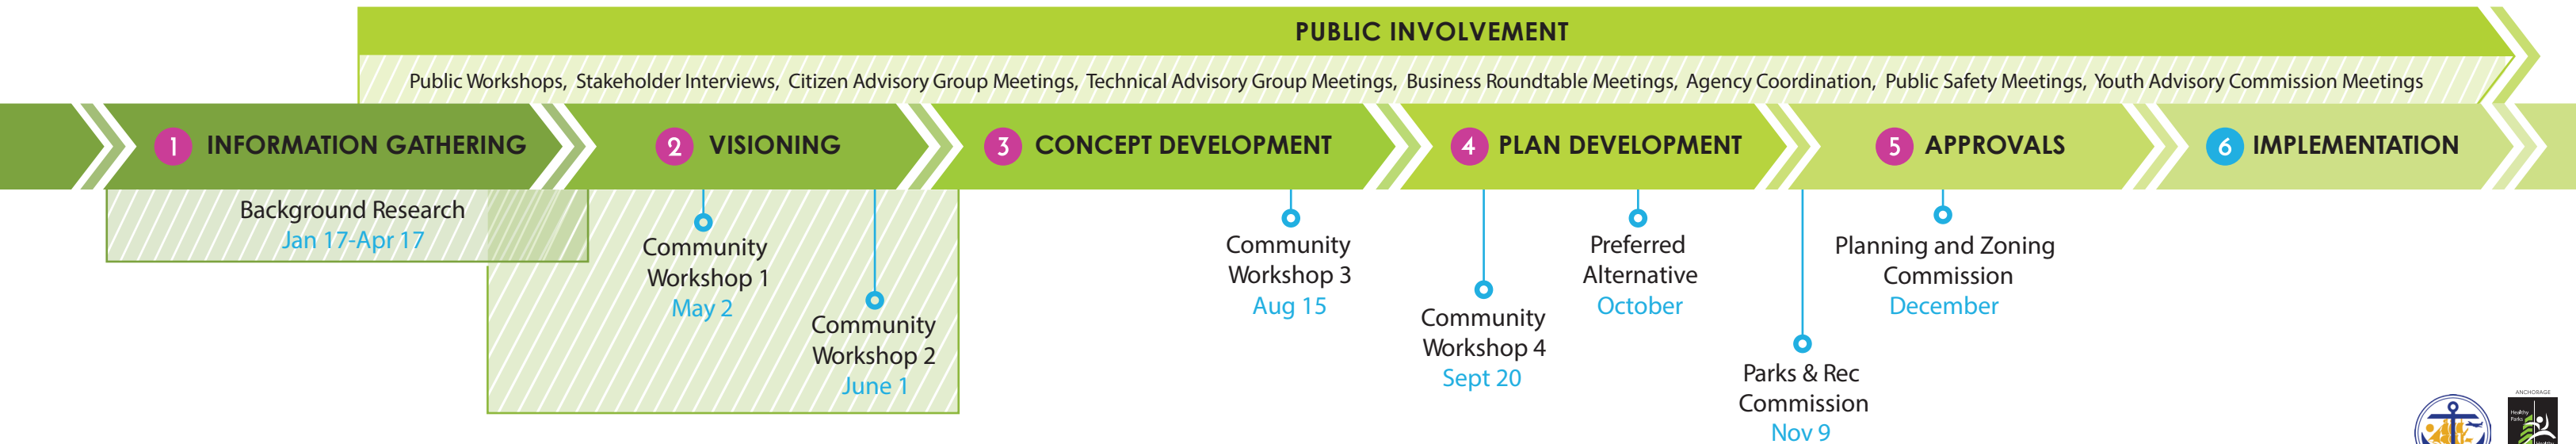 PUBLIC INVOLVEMENT
Public Workshops, Stakeholder Interviews, Citizen Advisory Group Meetings, Technical Advisory Group Meetings, Business Roundtable Meetings, Agency Coordination, Public Safety Meetings, Youth Advisory Commission Meetings
1 INFORMATION GATHERING
2 VISIONING
3 CONCEPT DEVELOPMENT
4 PLAN DEVELOPMENT
5 APPROVALS
6 IMPLEMENTATION
Background Research
Jan 17-Apr 17
Community
Workshop 1
May 2
Community
Workshop 2
June 1
Community
Workshop 3
Aug 15
Community
Workshop 4
Sept 20
Preferred
Alternative
October
Parks & Rec
Commission
Nov 9
Planning and Zoning
Commission
December
ANCHORAGE
Healthy
Parks